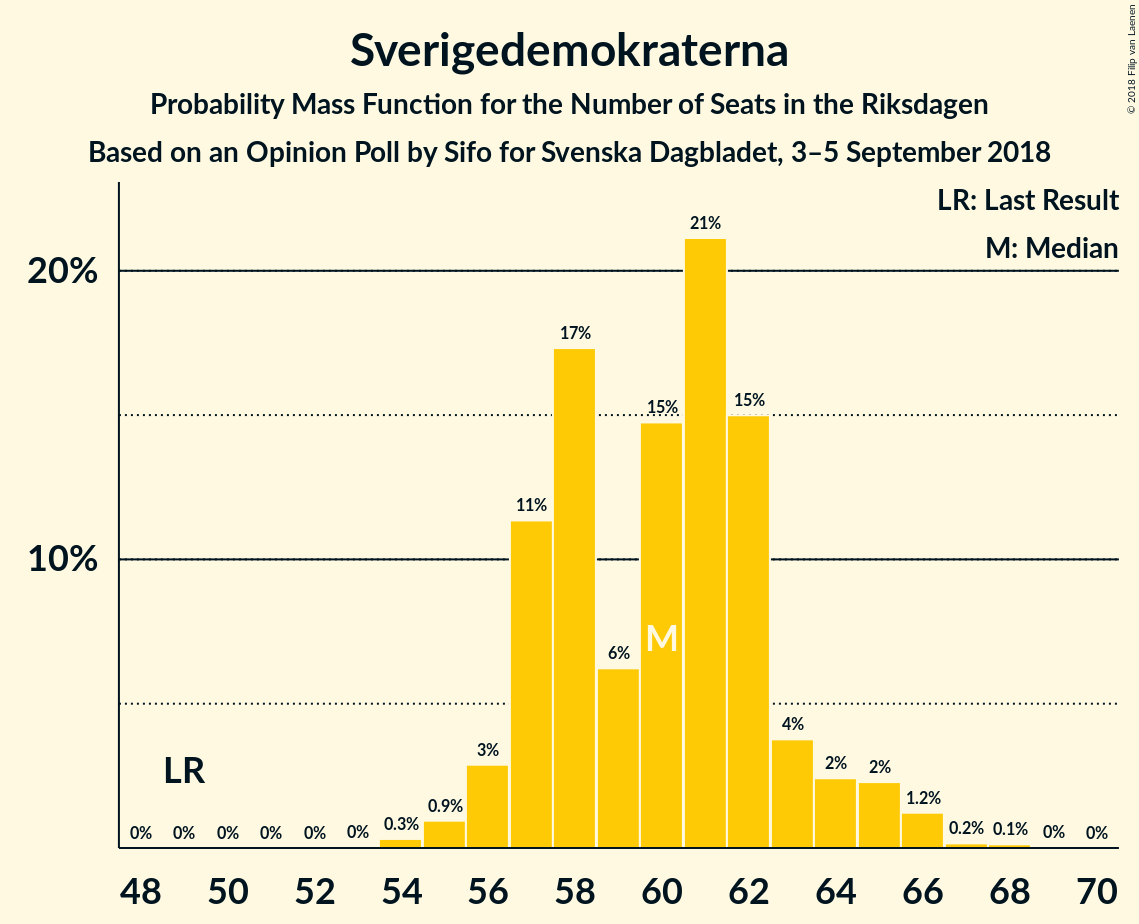 Sverigedemokraterna
Probability Mass Function for the Number of Seats in the Riksdagen
Based on an Opinion Poll by Sifo for Svenska Dagbladet, 3–5 September 2018
© 2018 Filip van Laenen
LR: Last Result
M: Median
20%
10%
0%
0%
0%
0%
0%
0%
0.3%
0.9%
3%
11%
17%
6%
15%
21%
15%
4%
2%
2%
1.2%
0.2%
0.1%
0%
0%
LR
M
48 50 52 54 56 58 60 62 64 66 68 70